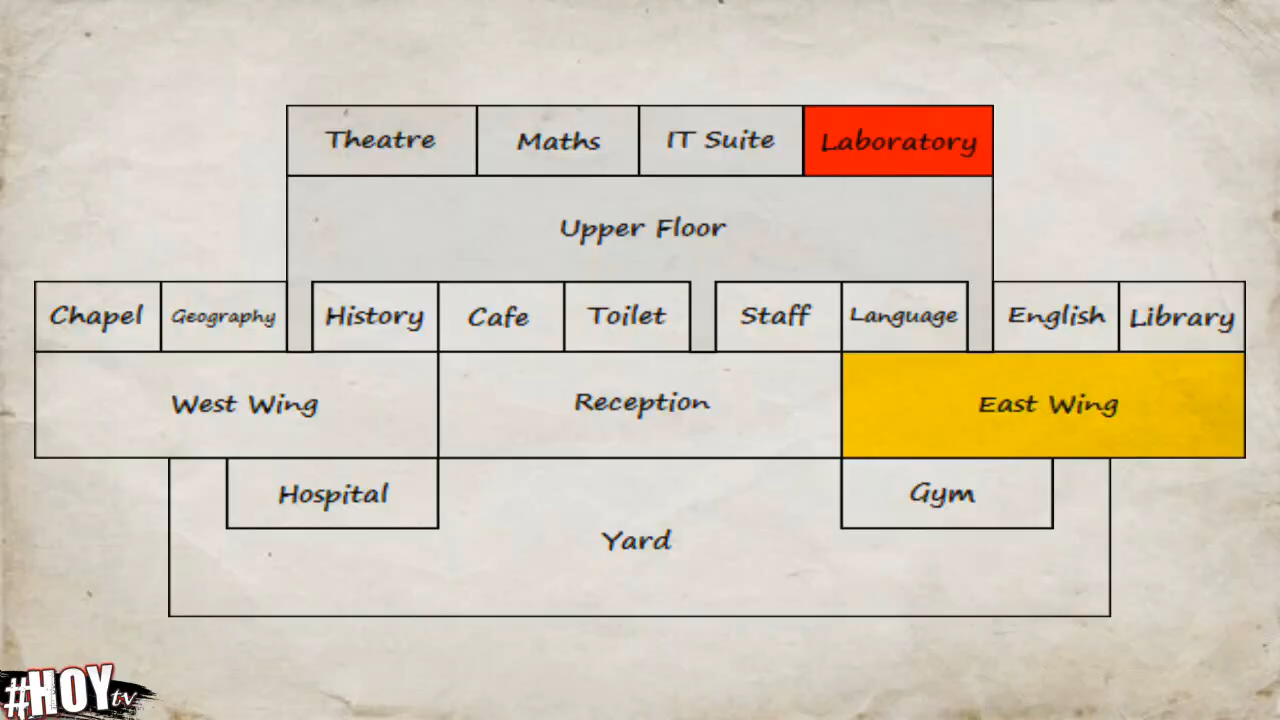 Theatre
Maths
IT Suite
Laboratory
Upper Floor
Chapel
Geography
History
Cafe
Toilet
Staff
Language
English
Library
West Wing
Reception
East Wing
Hospital
Gym
Yard
#HOYtv